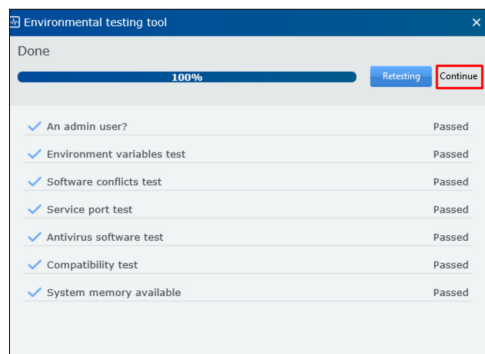 Environmental testing tool
Done
100%
Retesting
Continue
An admin user? Passed
Environment variables test Passed
Software conflicts test Passed
Service port test Passed
Antivirus software test Passed
Compatibility test Passed
System memory available Passed